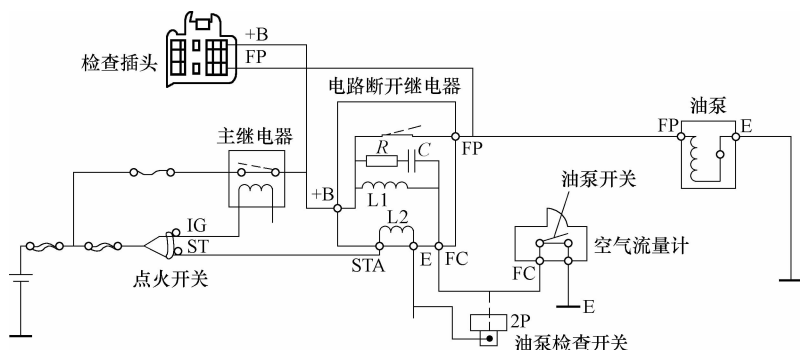 +B
检查插头
FP
电路断开继电器
油泵
主继电器
FP
E
R
C
FP
油泵开关
+B
L1
IG
L2
空气流量计
ST
STA
E
FC
FC
点火开关
E
2P
油泵检查开关